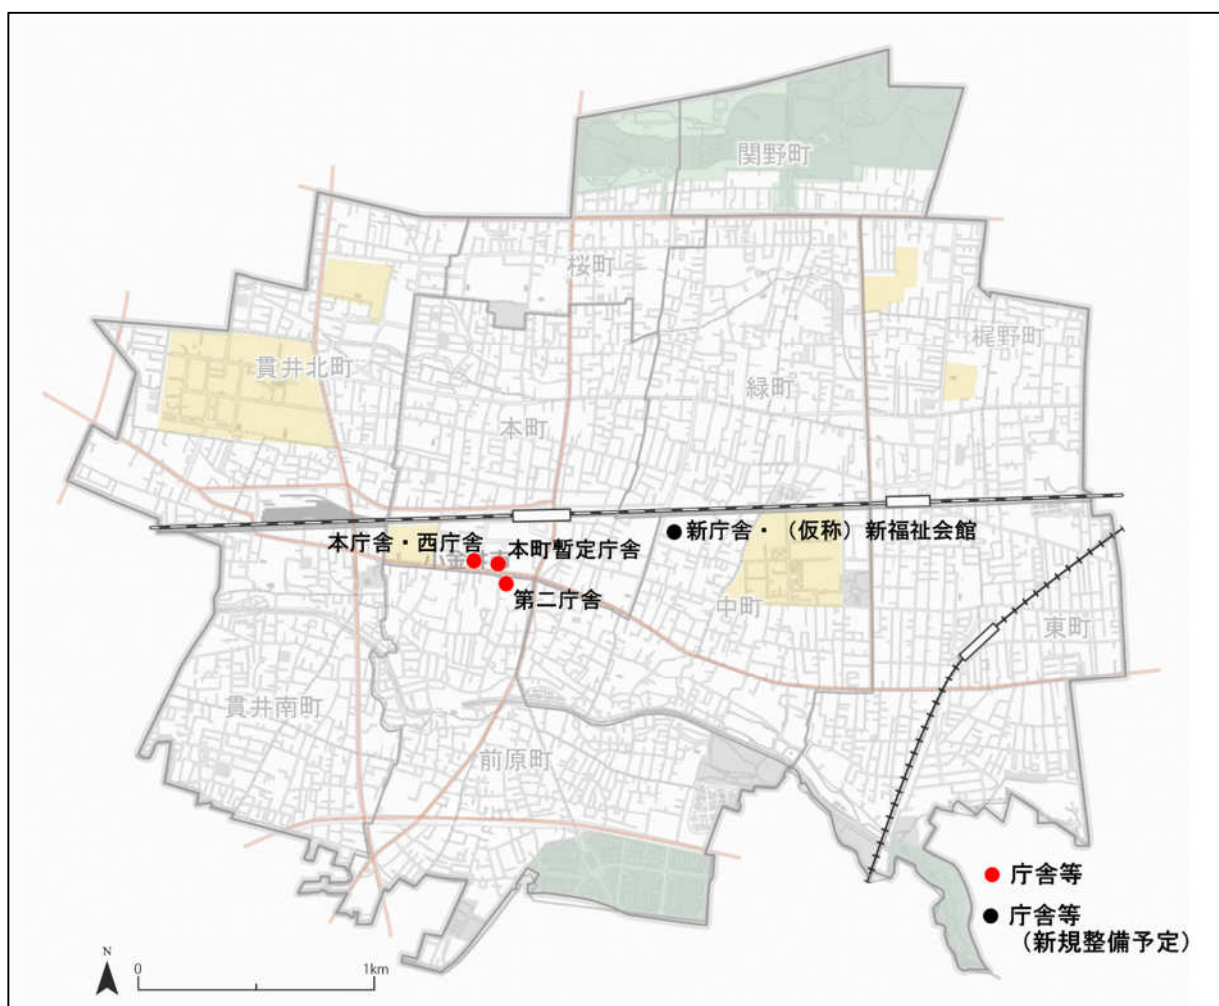 関野町
桜町
梶野町
貫井北町
緑町
本町
新庁舎・(仮称)新福祉会館
本庁舎・西庁舎
本町暫定庁舎
第二庁舎
中町
東町
貫井南町
前原町
庁舎等
庁舎等
(新規整備予定)
N
0
1km